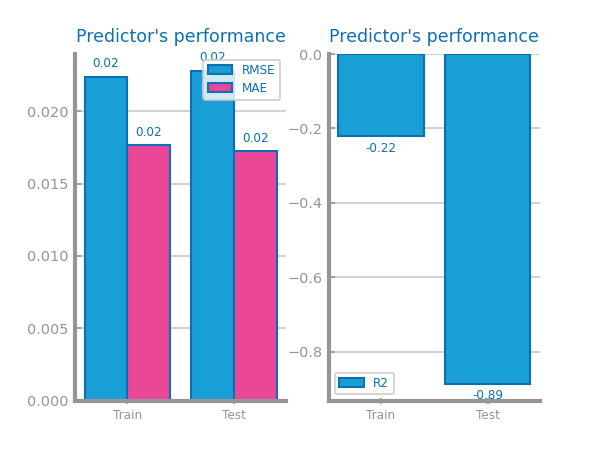 Predictor's performance
0.02
0.02
0.02
0.02
RMSE
MAE
0.020
0.015
0.010
0.005
0.000
Train
Test
Predictor's performance
0.0
−0.2
−0.4
−0.6
−0.8
-0.22
-0.89
R2
Train
Test